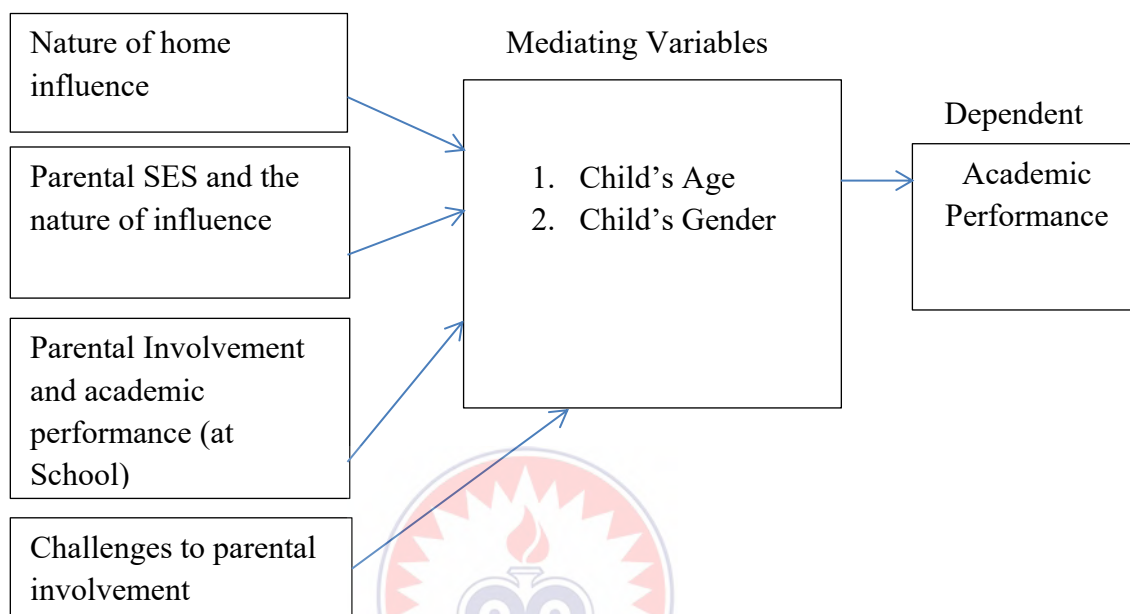 Nature of home
influence
Parental SES and the
nature of influence
Parental Involvement
and academic
performance (at
School)
Challenges to parental
involvement
Mediating Variables
1. Child’s Age
2. Child’s Gender
Dependent
Academic
Performance